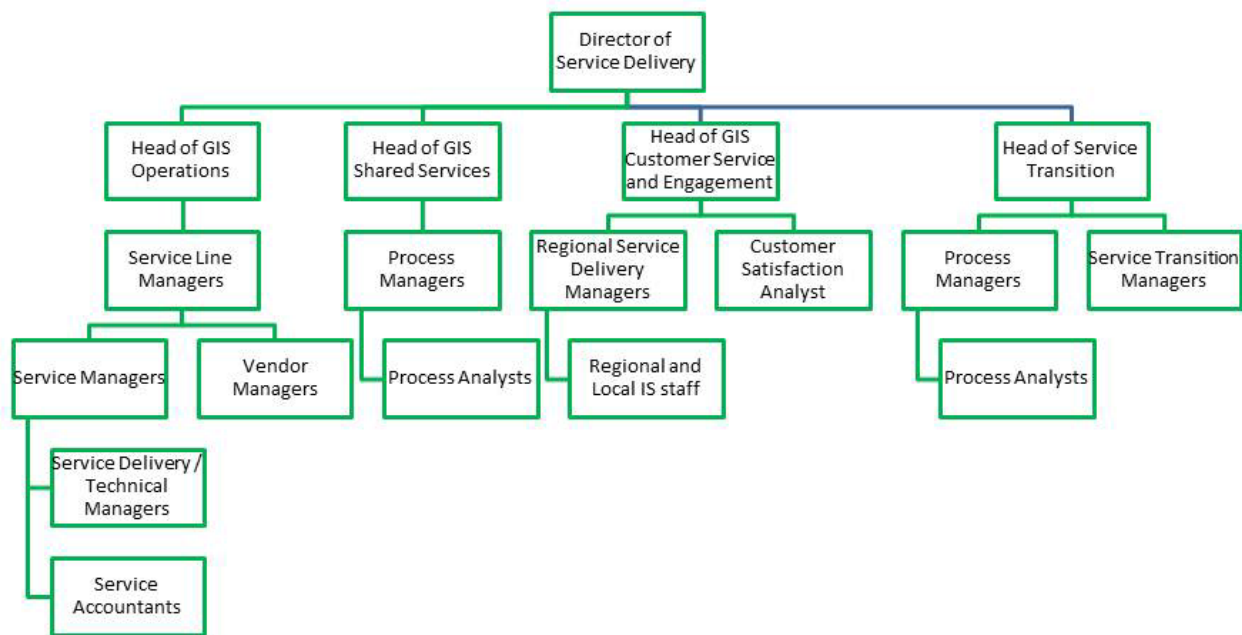 Director of
Service Delivery
Head of GIS
Operations
Head of GIS
Shared Services
Head of GIS
Customer Service
and Engagement
Head of Service
Transition
Service Line
Managers
Process
Managers
Regional Service
Delivery
Managers
Customer
Satisfaction
Analyst
Process
Managers
Service Transition
Managers
Service Managers
Vendor
Managers
Process Analysts
Regional and
Local IS staff
Process Analysts
Service Delivery /
Technical
Managers
Service
Accountants